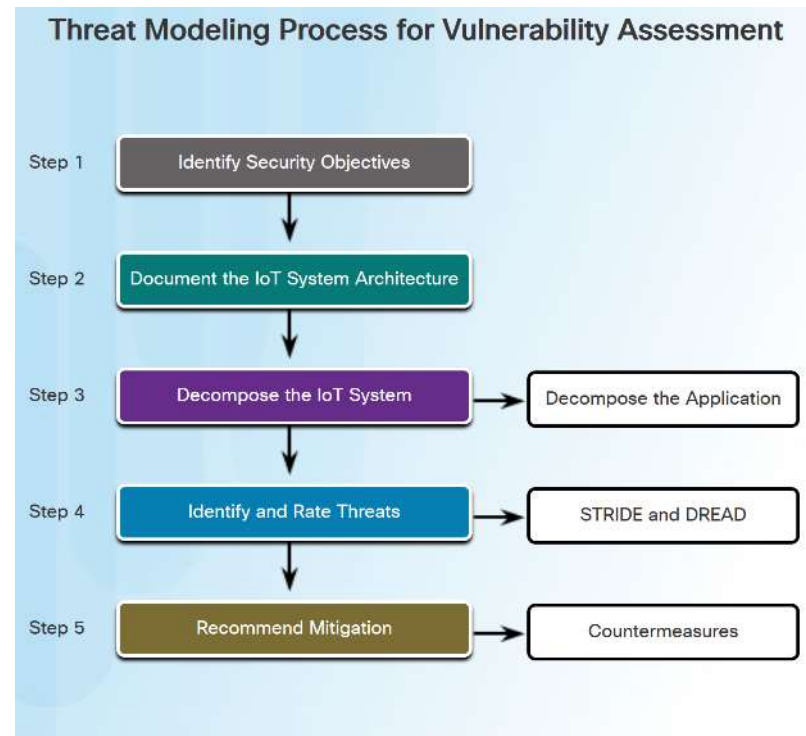 Threat Modeling Process for Vulnerability Assessment
Step 1
Identify Security Objectives
Step 2
Document the IoT System Architecture
Step 3
Decompose the IoT System
Decompose the Application
Step 4
Identify and Rate Threats
STRIDE and DREAD
Step 5
Recommend Mitigation
Countermeasures